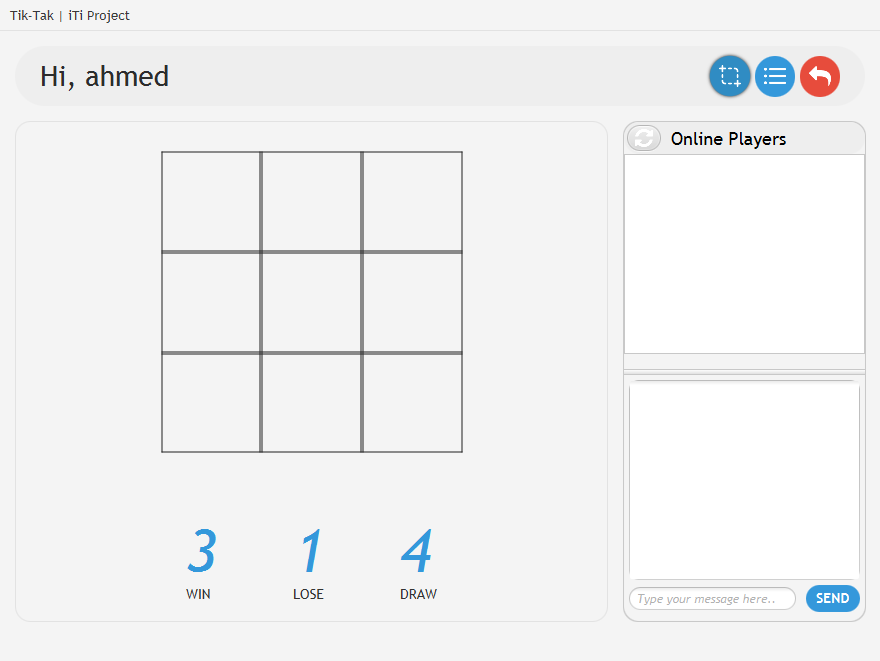 Tik-Tak | iTi Project
Hi, ahmed
Online Players
3 1 4
WIN LOSE DRAW
Type your message here..
SEND